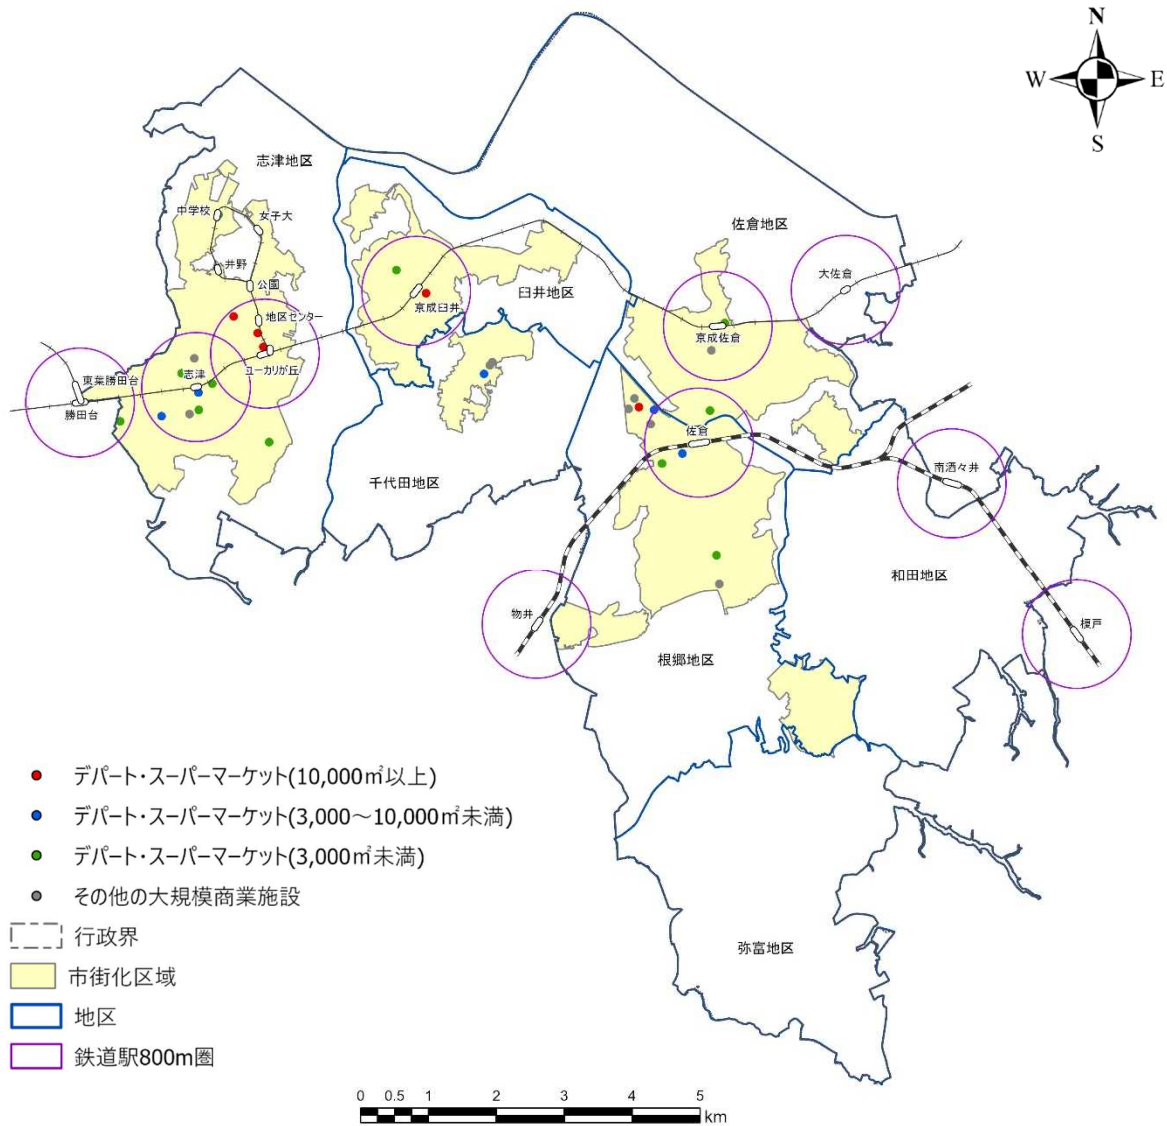 N
W
E
S
志津地区
中学校
女子大
井野
公園
地区センター
ユーカリが丘
志津
東葉勝田台
勝田台
京成臼井
臼井地区
佐倉地区
大佐倉
京成佐倉
佐倉
千代田地区
南酒々井
和田地区
物井
榎戸
根郷地区
弥富地区
デパート・スーパーマーケット(10,000㎡以上)
デパート・スーパーマーケット(3,000～10,000㎡未満)
デパート・スーパーマーケット(3,000㎡未満)
その他の大規模商業施設
行政界
市街化区域
地区
鉄道駅800m圏
0 0.5 1 2 3 4 5
km